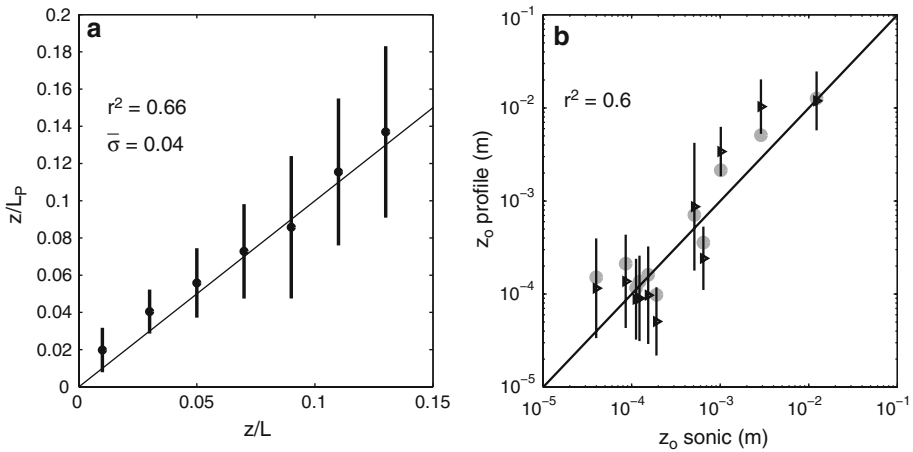 a
r² = 0.66
σ̅ = 0.04
0.2
0.18
0.16
0.14
0.12
0.1
0.08
0.06
0.04
0.02
0
z/L_P
0
0.05
0.1
0.15
z/L
b
r² = 0.6
10⁻¹
10⁻²
10⁻³
10⁻⁴
10⁻⁵
z₀ profile (m)
10⁻⁵
10⁻⁴
10⁻³
10⁻²
10⁻¹
z₀ sonic (m)